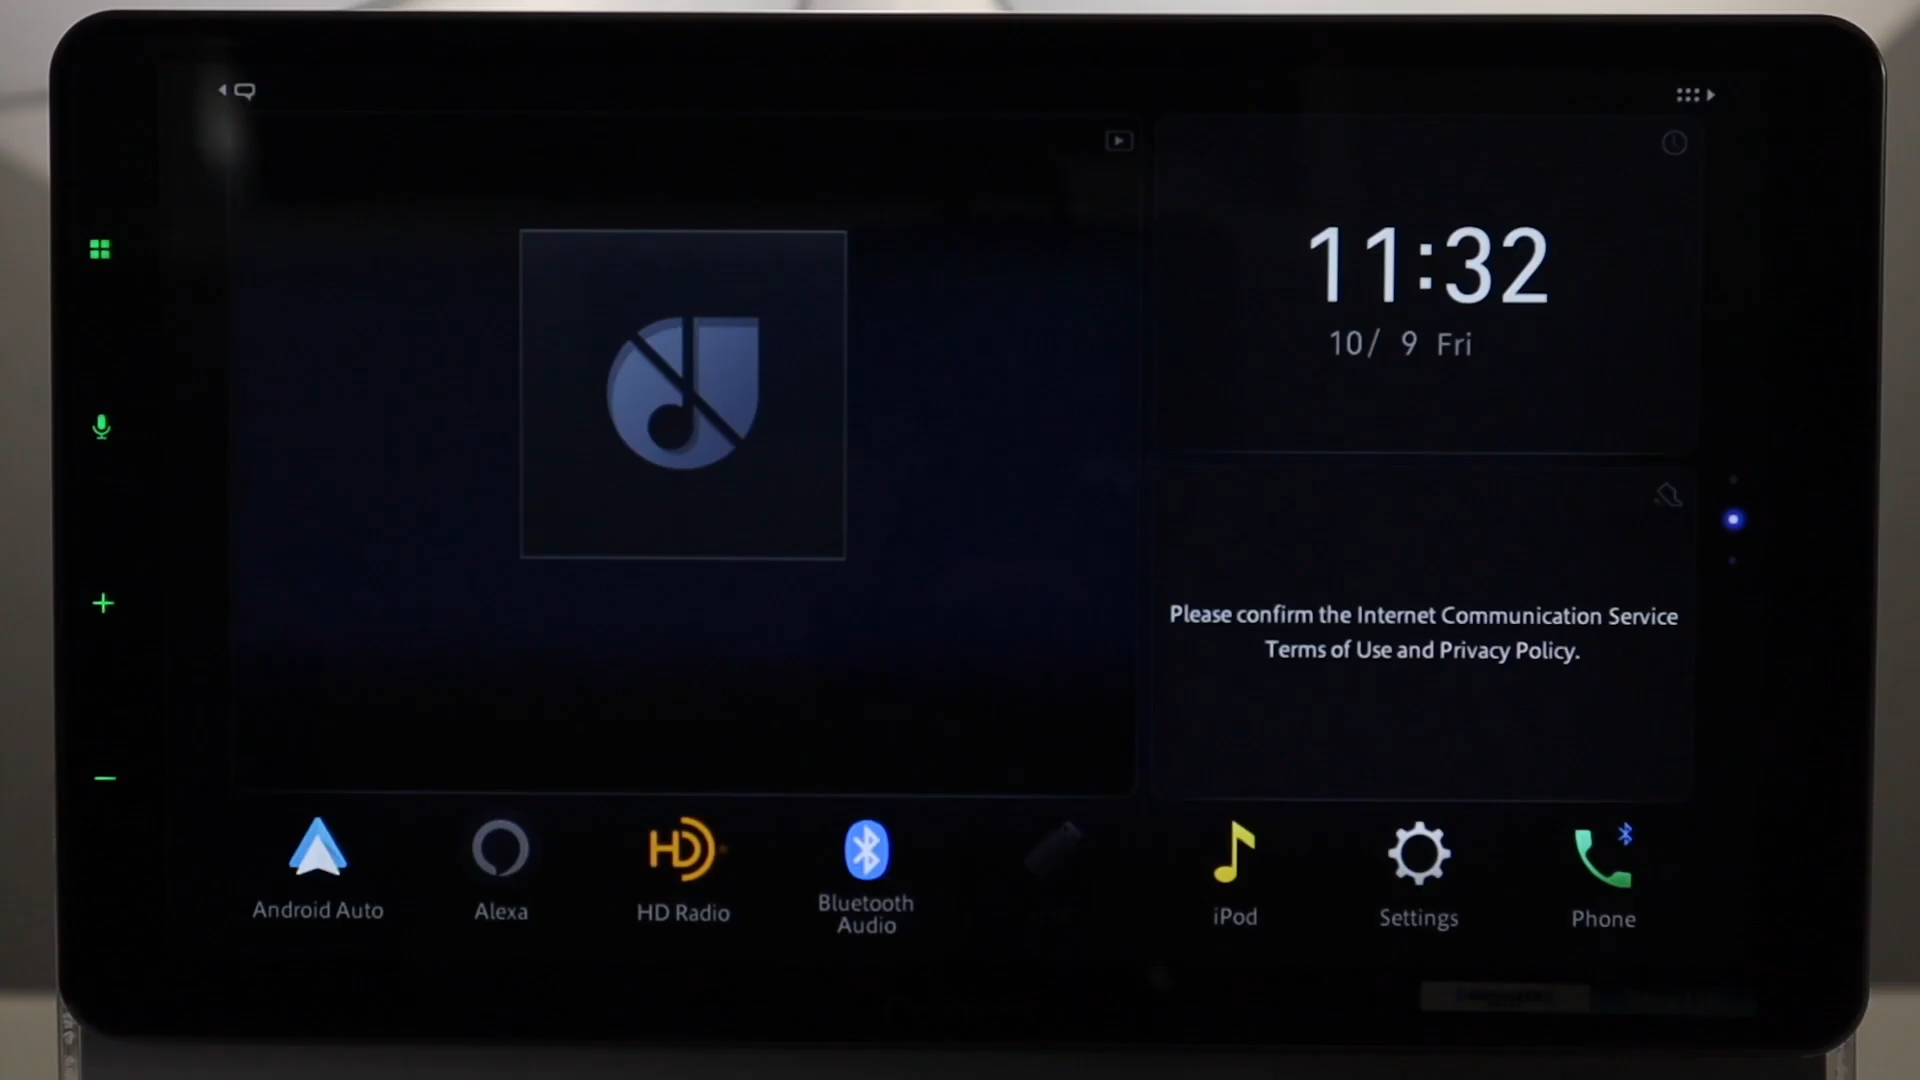 11:32
10/ 9 Fri
Please confirm the Internet Communication Service
Terms of Use and Privacy Policy.
HD
Android Auto
Alexa
HD Radio
Bluetooth
Audio
iPod
Settings
Phone